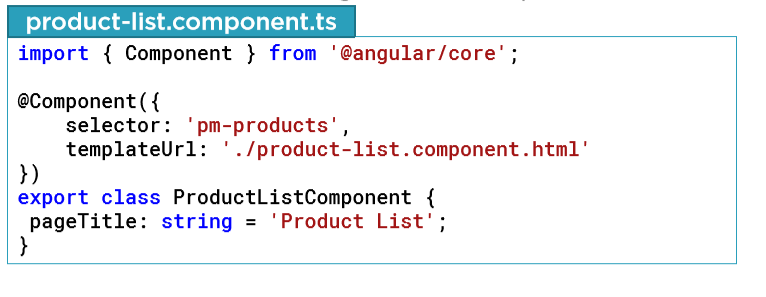 product-list.component.ts
import { Component } from '@angular/core';
@Component({
    selector: 'pm-products',
    templateUrl: './product-list.component.html'
})
export class ProductListComponent {
 pageTitle: string = 'Product List';
}